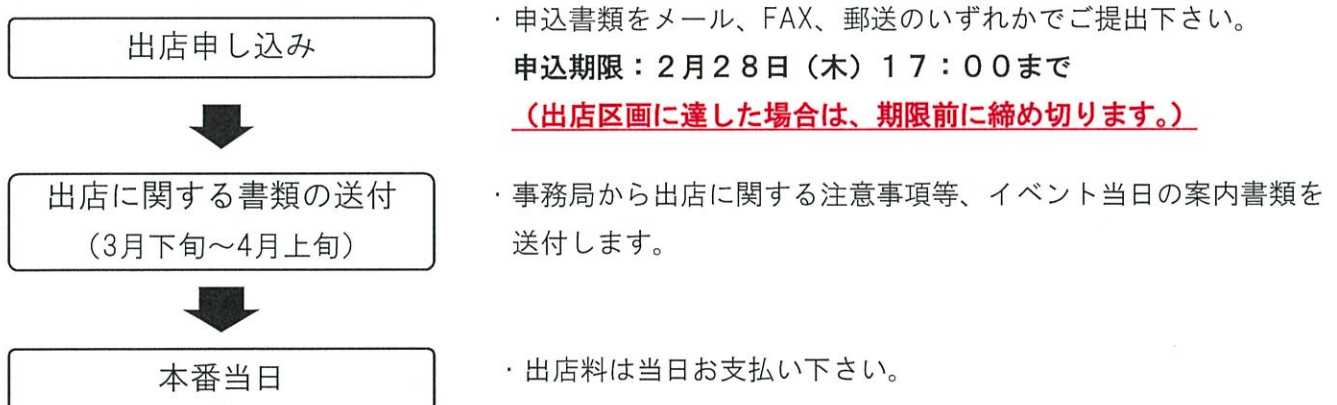 出店申し込み
・申込書類をメール、FAX、郵送のいずれかでご提出下さい。
申込期限：２月２８日（木）１７：００まで
（出店区画に達した場合は、期限前に締め切ります。）
出店に関する書類の送付
（3月下旬～4月上旬）
・事務局から出店に関する注意事項等、イベント当日の案内書類を
送付します。
本番当日
・出店料は当日お支払い下さい。